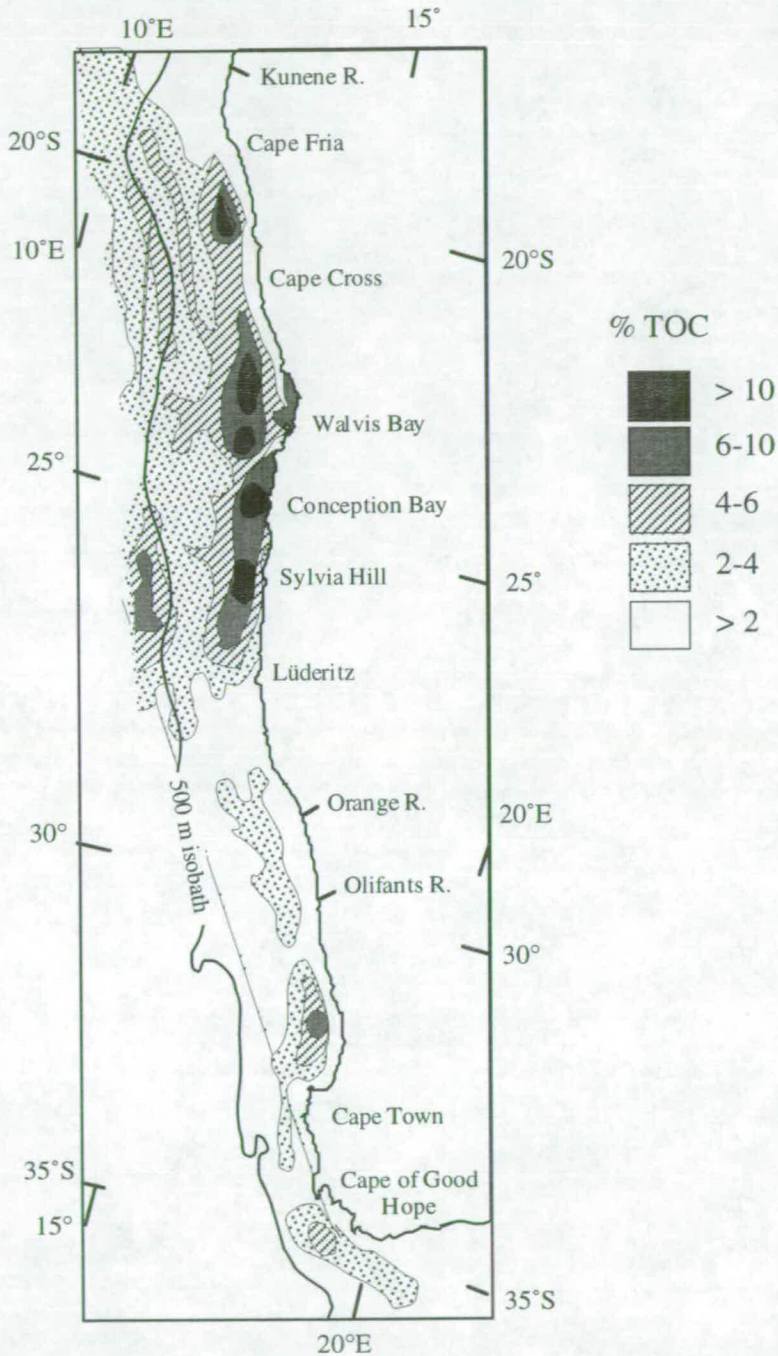 10°E
15°
Kunene R.
20°S
Cape Fria
10°E
20°S
Cape Cross
% TOC
> 10
6-10
4-6
2-4
> 2
Walvis Bay
25°
Conception Bay
Sylvia Hill
25°
Lüderitz
500 m isobath
Orange R.
20°E
30°
Olifants R.
30°
Cape Town
35°S
15°
Cape of Good
Hope
35°S
20°E